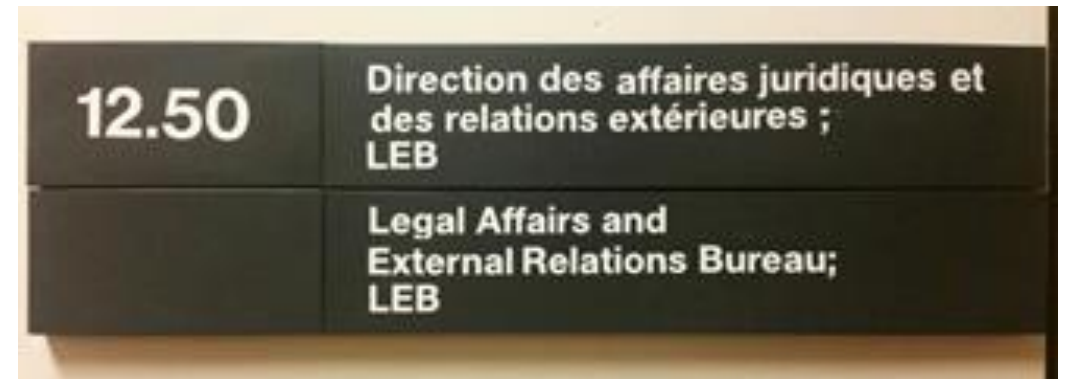 12.50
Direction des affaires juridiques et
des relations extérieures ;
LEB
Legal Affairs and
External Relations Bureau;
LEB